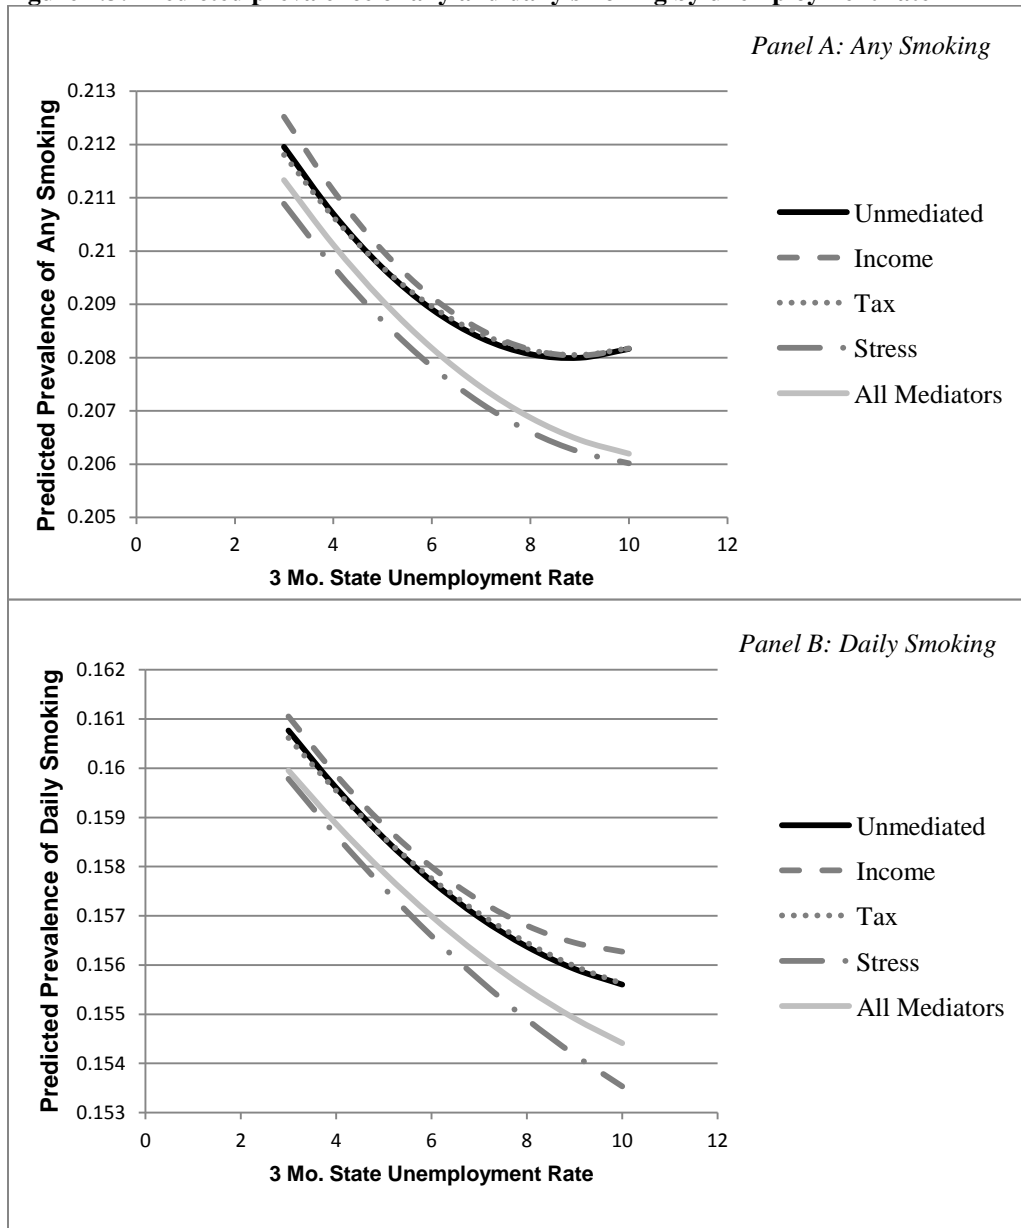 Panel A: Any Smoking
Predicted Prevalence of Any Smoking
0.213
0.212
0.211
0.21
0.209
0.208
0.207
0.206
0.205
0
2
4
6
8
10
12
3 Mo. State Unemployment Rate
Unmediated
Income
Tax
Stress
All Mediators
Panel B: Daily Smoking
Predicted Prevalence of Daily Smoking
0.162
0.161
0.16
0.159
0.158
0.157
0.156
0.155
0.154
0.153
0
2
4
6
8
10
12
3 Mo. State Unemployment Rate
Unmediated
Income
Tax
Stress
All Mediators